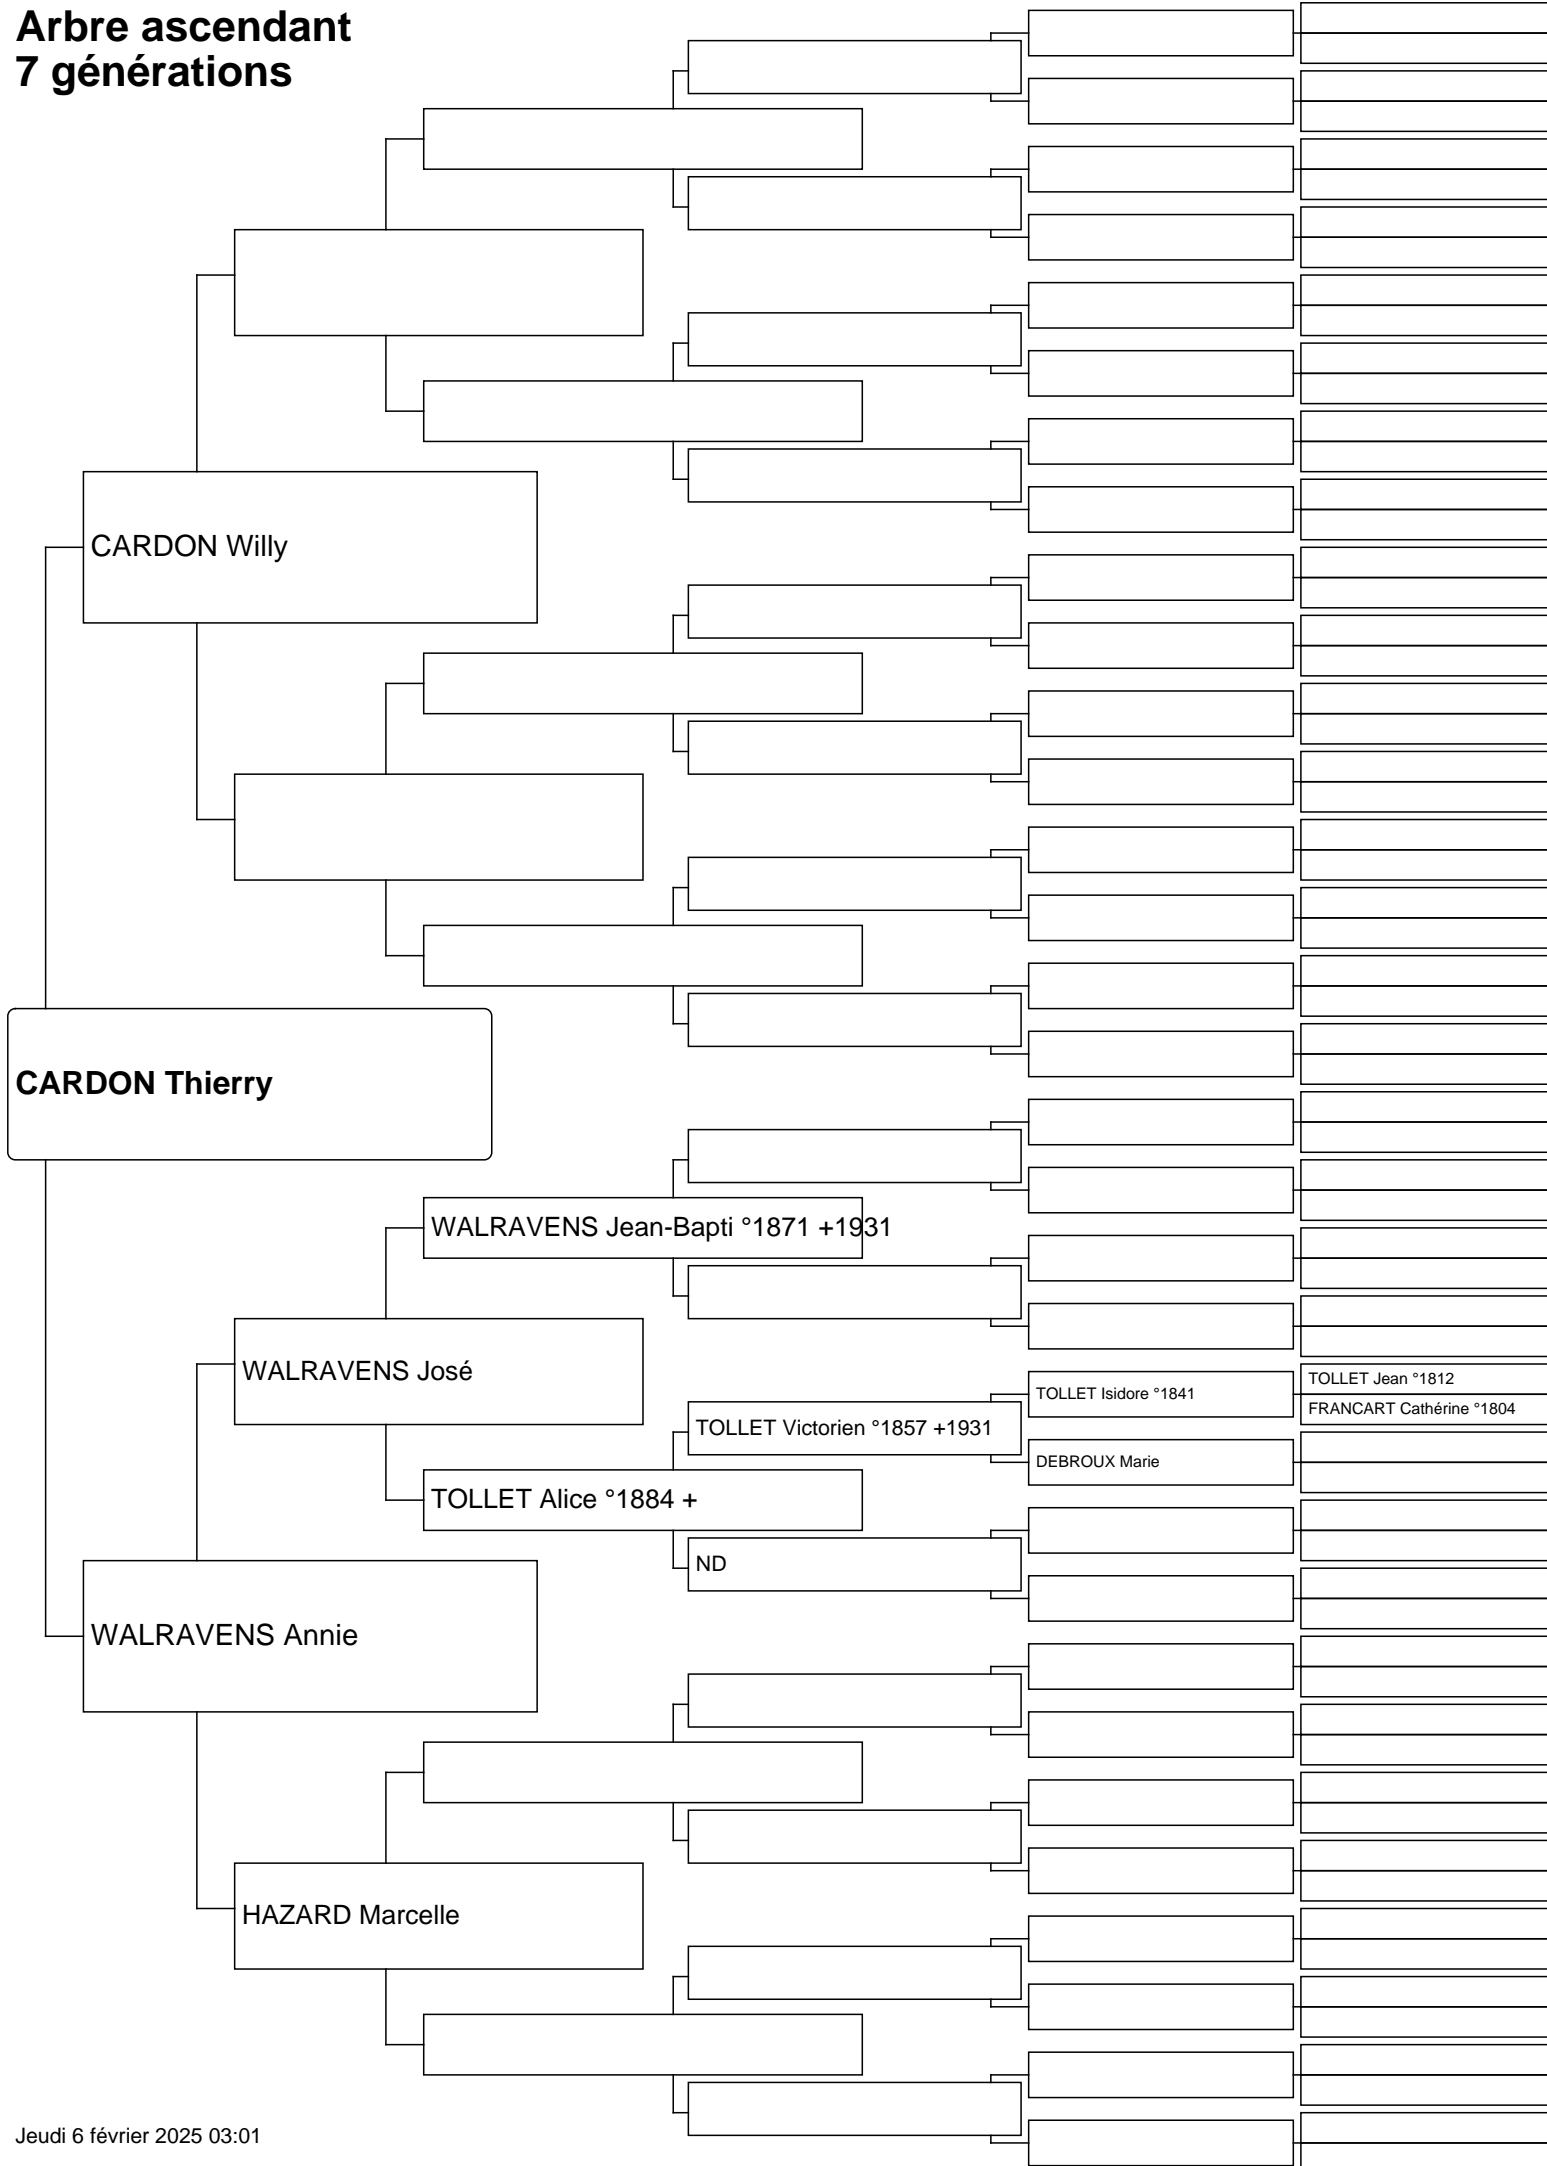 Arbre ascendant
7 générations
CARDON Willy
CARDON Thierry
WALRAVENS Jean-Bapti °1871 +1931
WALRAVENS José
TOLLET Jean °1812
TOLLET Isidore °1841
FRANCART Cathérine °1804
TOLLET Victorien °1857 +1931
DEBROUX Marie
TOLLET Alice °1884 +
ND
WALRAVENS Annie
HAZARD Marcelle
Jeudi 6 février 2025 03:01